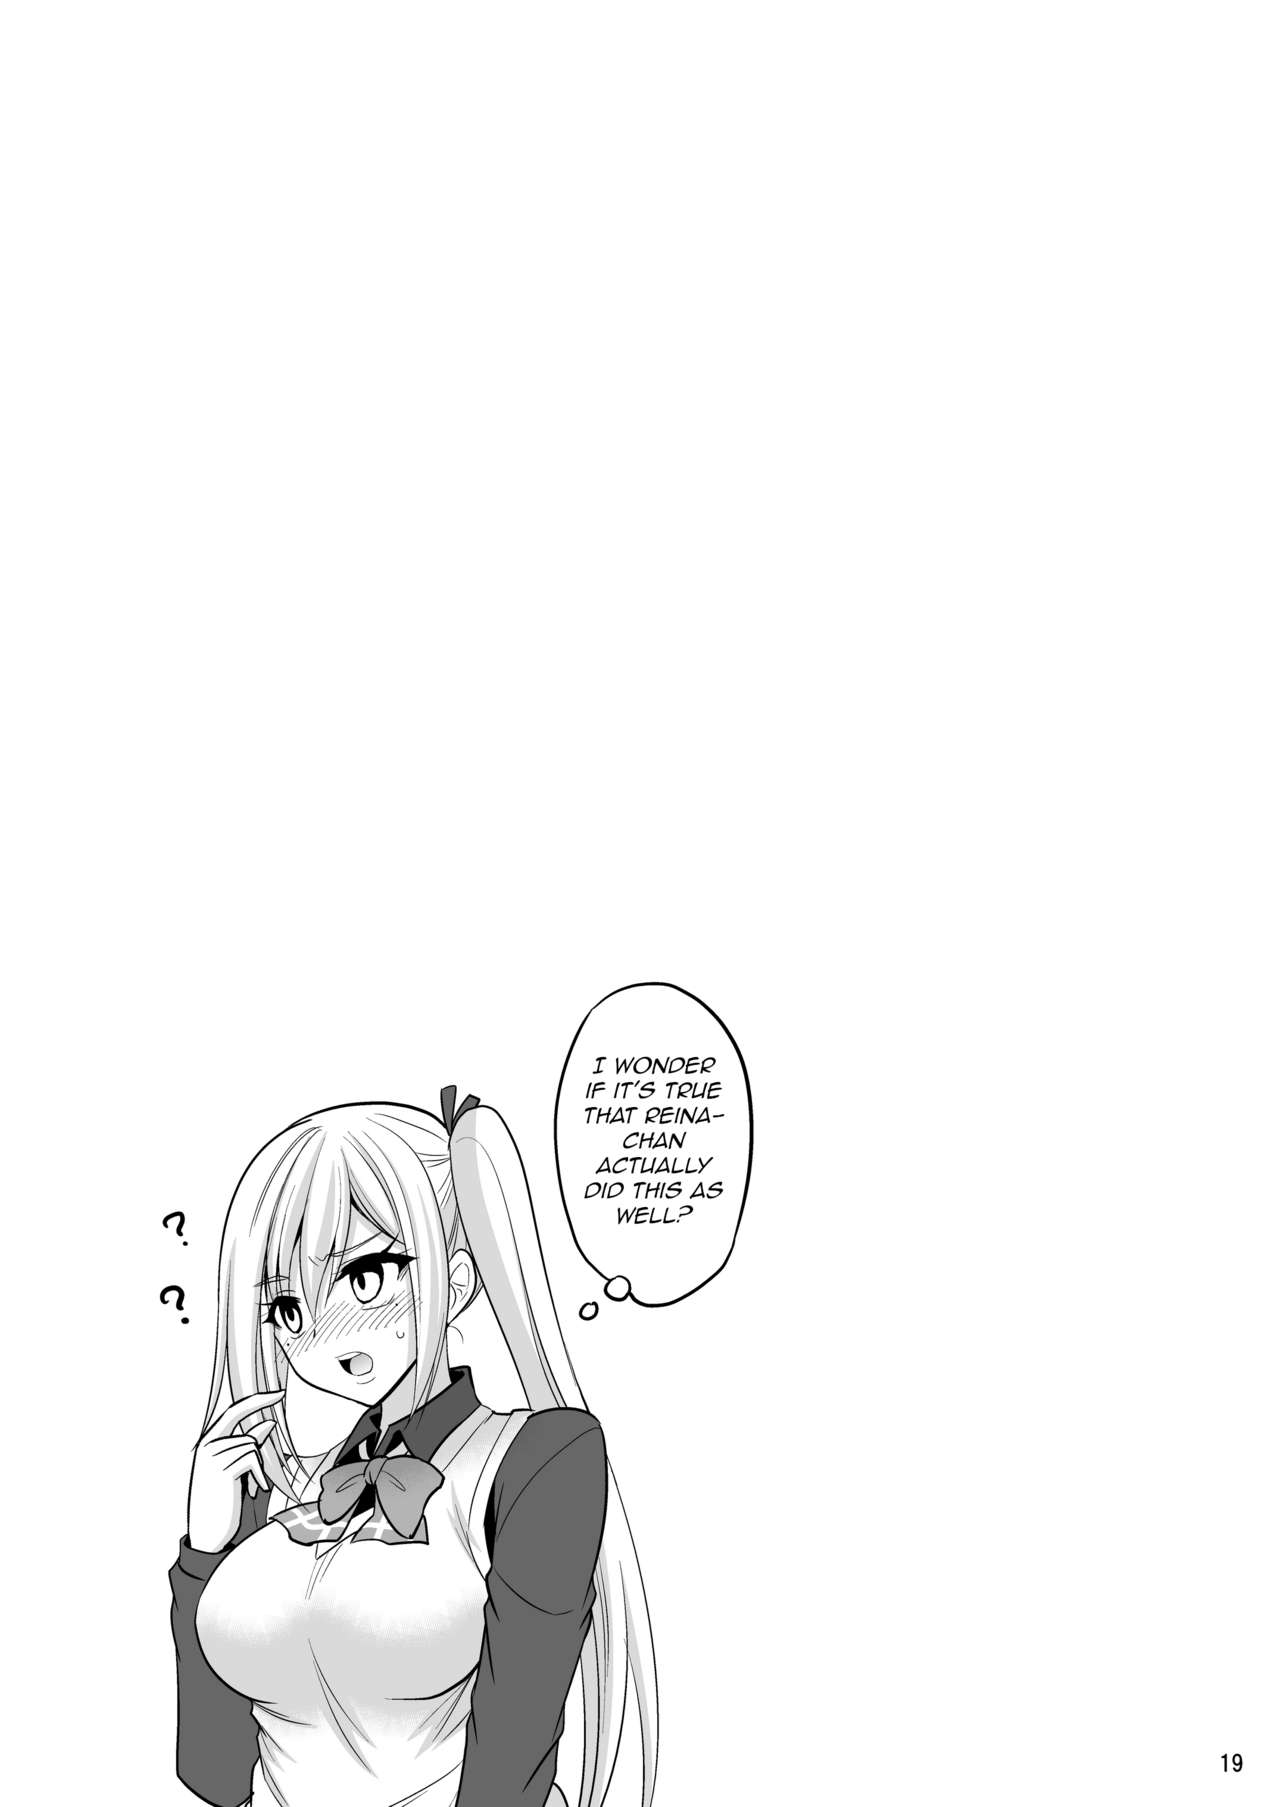 I WONDER
IF IT'S TRUE
THAT REINA-
CHAN
ACTUALLY
DID THIS AS
WELL?
?
?
19